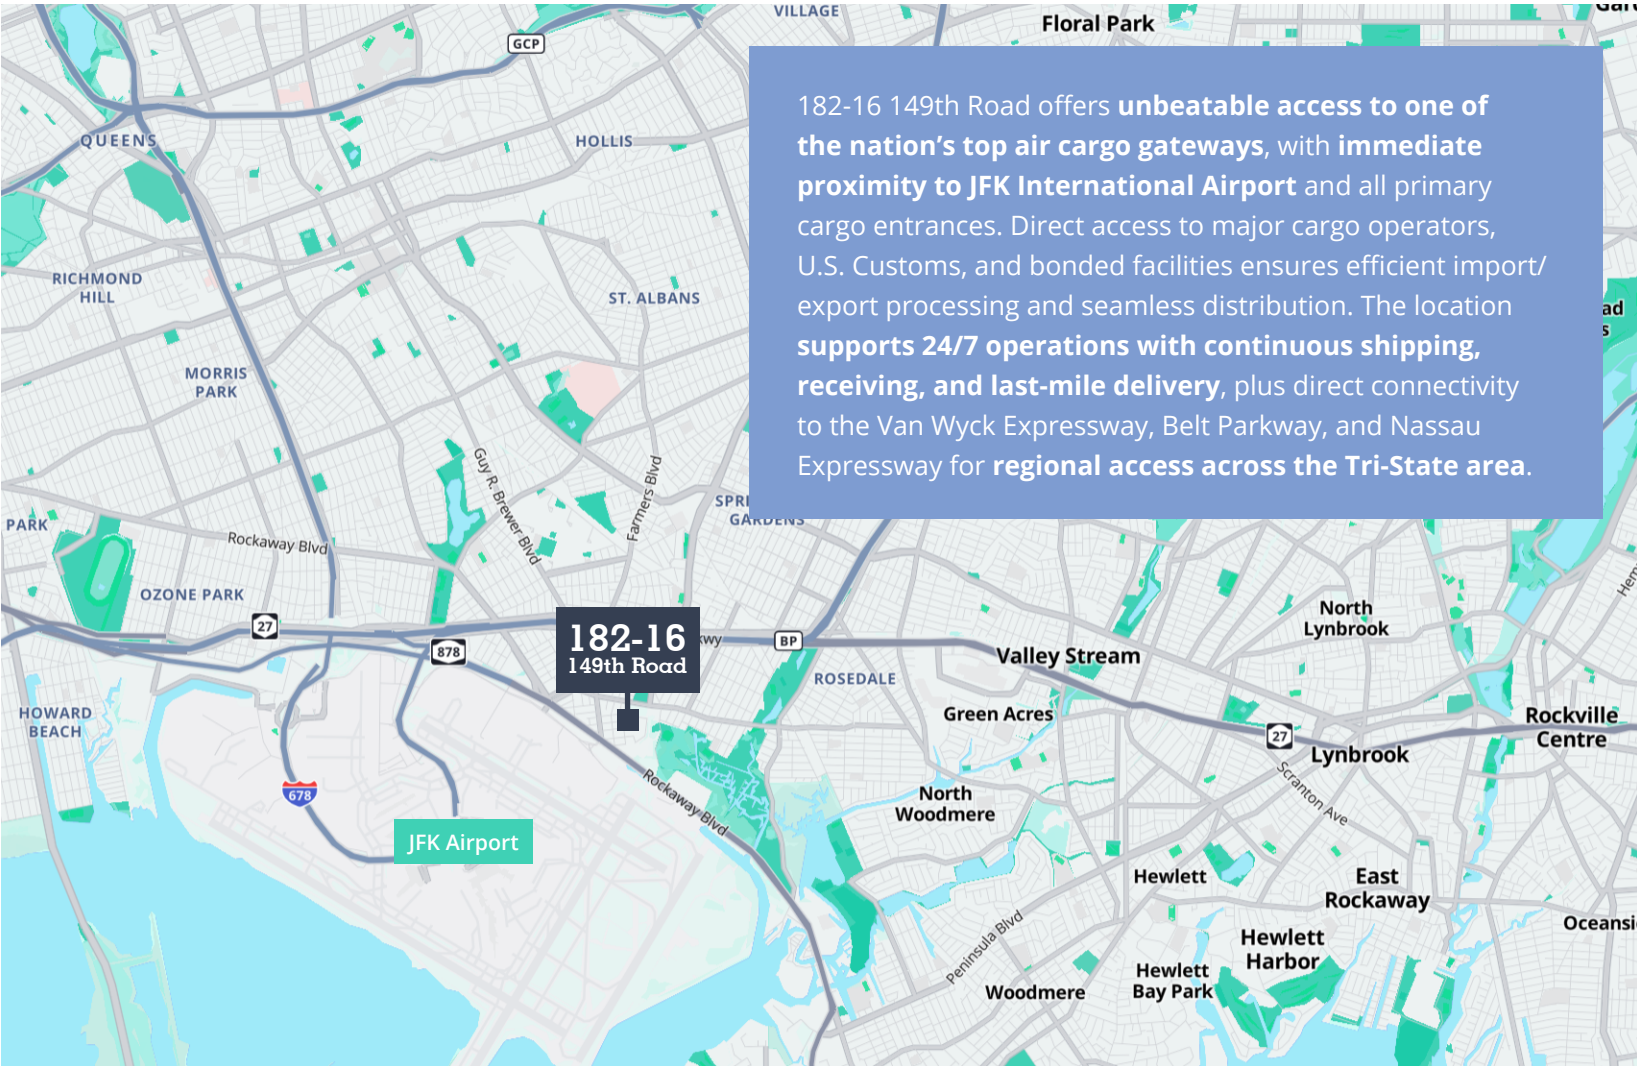 VILLAGE
Floral Park
GCP
182-16 149th Road offers unbeatable access to one of
the nation’s top air cargo gateways, with immediate
proximity to JFK International Airport and all primary
cargo entrances. Direct access to major cargo operators,
U.S. Customs, and bonded facilities ensures efficient import/
export processing and seamless distribution. The location
supports 24/7 operations with continuous shipping,
receiving, and last-mile delivery, plus direct connectivity
to the Van Wyck Expressway, Belt Parkway, and Nassau
Expressway for regional access across the Tri-State area.
QUEENS
HOLLIS
RICHMOND
HILL
ST. ALBANS
MORRIS
PARK
Guy R. Brewer Blvd
Farmers Blvd
GARDENS
PARK
Rockaway Blvd
OZONE PARK
27
878
182-16
149th Road
BP
ROSEDALE
Valley Stream
North
Lynbrook
HOWARD
BEACH
Green Acres
27
Lynbrook
Rockville
Centre
678
Rockaway Blvd
JFK Airport
North
Woodmere
Scranton Ave
Hewlett
East
Rockaway
Peninsula Blvd
Hewlett
Harbor
Hewlett
Bay Park
Woodmere